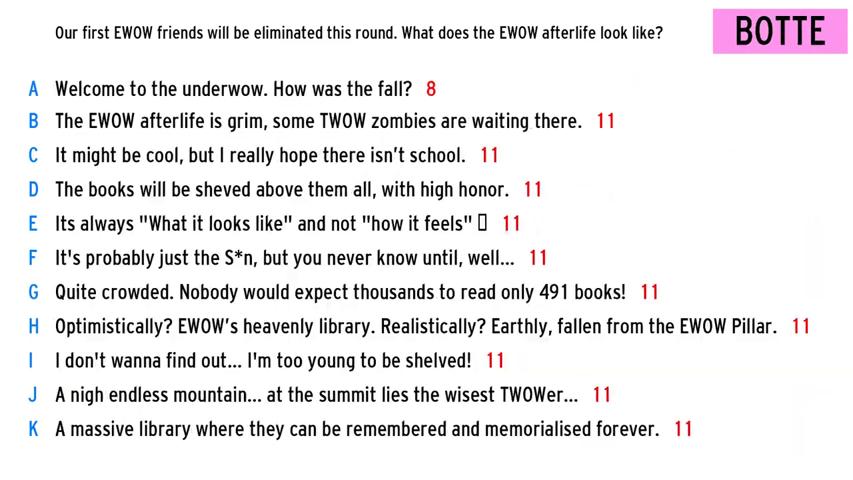 Our first EWOW friends will be eliminated this round. What does the EWOW afterlife look like?
BOTTE
A Welcome to the underwow. How was the fall? 8
B The EWOW afterlife is grim, some TWOW zombies are waiting there. 11
C It might be cool, but I really hope there isn't school. 11
D The books will be sheved above them all, with high honor. 11
E Its always "What it looks like" and not "how it feels" ▯ 11
F It's probably just the S*n, but you never know until, well... 11
G Quite crowded. Nobody would expect thousands to read only 491 books! 11
H Optimistically? EWOW's heavenly library. Realistically? Earthly, fallen from the EWOW Pillar. 11
I I don't wanna find out... I'm too young to be shelved! 11
J A nigh endless mountain... at the summit lies the wisest TWOWer... 11
K A massive library where they can be remembered and memorialised forever. 11